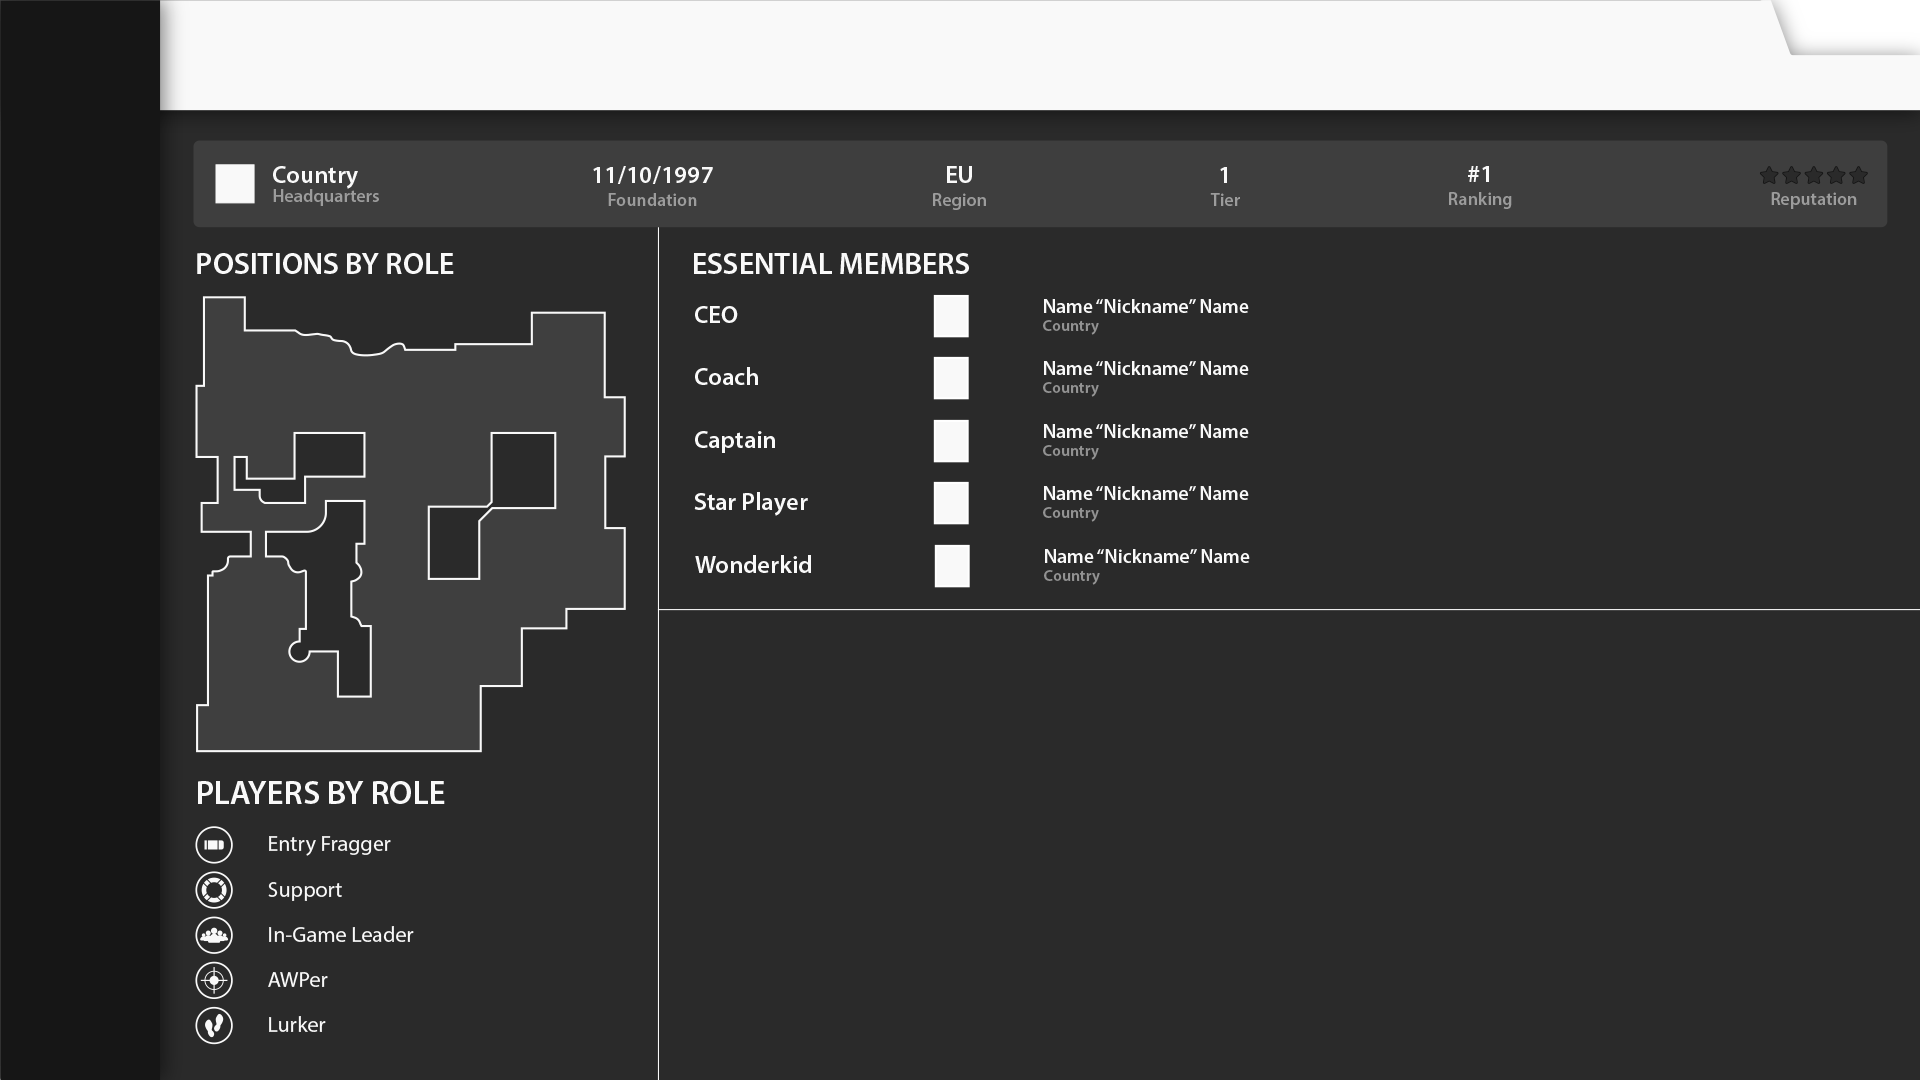 Country
Headquarters
11/10/1997
Foundation
EU
Region
1
Tier
#1
Ranking
Reputation
POSITIONS BY ROLE
ESSENTIAL MEMBERS
CEO
Name “Nickname” Name
Country
Coach
Name “Nickname” Name
Country
Captain
Name “Nickname” Name
Country
Star Player
Name “Nickname” Name
Country
Wonderkid
Name “Nickname” Name
Country
PLAYERS BY ROLE
Entry Fragger
Support
In-Game Leader
AWPer
Lurker